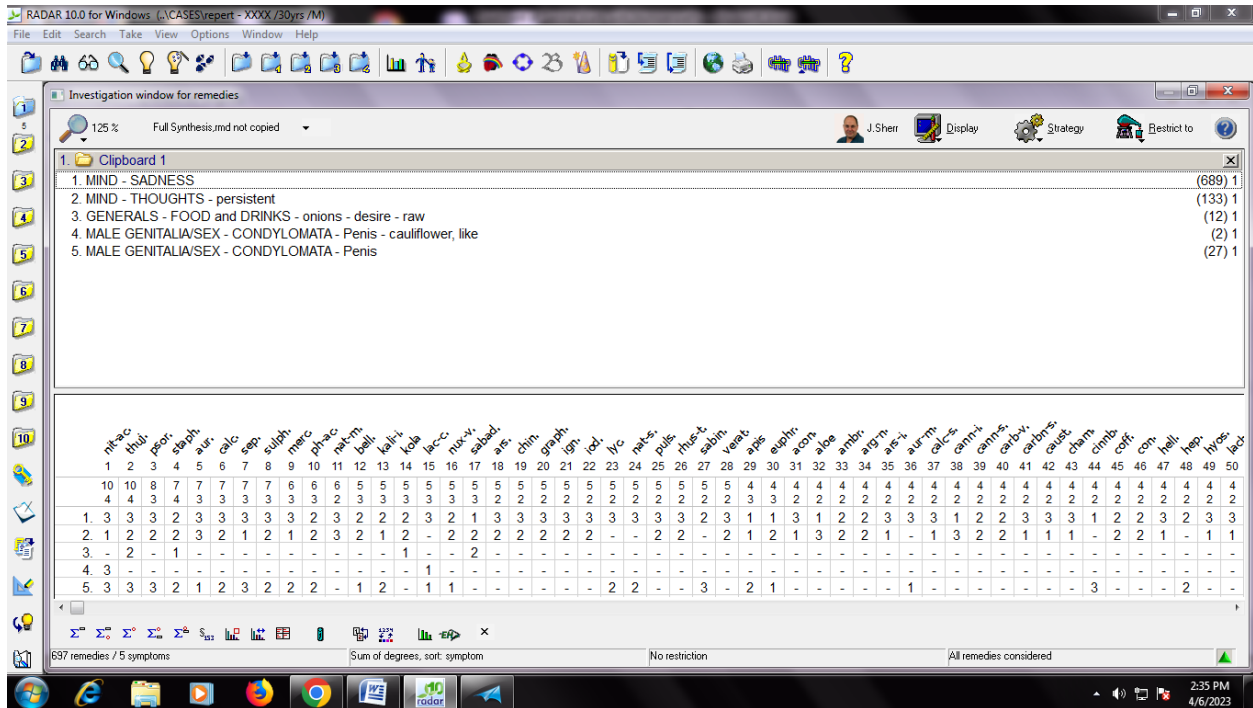 RADAR 10.0 for Windows (..\CASES\repert - XXXX /30yrs /M)
File Edit Search Take View Options Window Help
Investigation window for remedies
125 % Full Synthesis,rmd not copied J.Sherr Display Strategy Restrict to
1. Clipboard 1
1. MIND - SADNESS (689) 1
2. MIND - THOUGHTS - persistent (133) 1
3. GENERALS - FOOD and DRINKS - onions - desire - raw (12) 1
4. MALE GENITALIA/SEX - CONDYLOMATA - Penis - cauliflower, like (2) 1
5. MALE GENITALIA/SEX - CONDYLOMATA - Penis (27) 1
nit-ac. thuj. psor. staph. aur. calc. sep. sulph. merc. ph-ac. nat-m. bell. kali-i. kola lac-c. nux-v. sabad. ars. chin. graph. ign. iod. lyc. nat-s. puls. rhus-t. sabin. verat. apis euphr. acon. aloe ambr. arg-n. ars-i. aur-m. calc-s. cann-i. cann-s. carb-v. carbn-s. caust. cham. cinnb. coff. con. hell. hep. hyos. lach
1 2 3 4 5 6 7 8 9 10 11 12 13 14 15 16 17 18 19 20 21 22 23 24 25 26 27 28 29 30 31 32 33 34 35 36 37 38 39 40 41 42 43 44 45 46 47 48 49 50
10 10 8 7 7 7 7 7 6 6 6 5 5 5 5 5 5 5 5 5 5 5 5 5 5 5 5 5 4 4 4 4 4 4 4 4 4 4 4 4 4 4 4 4 4 4 4 4 4 4
4 4 3 4 3 3 3 3 3 3 2 3 3 3 3 3 3 2 2 2 2 2 2 2 2 2 2 2 3 3 2 2 2 2 2 2 2 2 2 2 2 2 2 2 2 2 2 2 2 2
1. 3 3 3 2 3 3 3 3 3 2 3 2 2 2 3 2 1 3 3 3 3 3 3 3 3 3 2 3 1 1 3 1 2 2 3 3 3 1 2 2 3 3 3 1 2 2 3 2 3 3
2. 1 2 2 2 3 2 1 2 1 2 3 2 1 2 - 2 2 2 2 2 2 2 - - 2 2 - 2 1 2 1 3 2 2 1 - 1 3 2 2 1 1 1 - 2 2 1 - 1 1
3. - 2 - 1 - - - - - - - - - 1 - - 2 - - - - - - - - - - - - - - - - - - - - - - - - - - - - - - - - -
4. 3 - - - - - - - - - - - - - 1 - - - - - - - - - - - - - - - - - - - - - - - - - - - - - - - - - - -
5. 3 3 3 2 1 2 3 2 2 2 - 1 2 - 1 1 - - - - - - 2 2 - - 3 - 2 1 - - - - - 1 - - - - - - - 3 - - - 2 - -
697 remedies / 5 symptoms Sum of degrees, sort: symptom No restriction All remedies considered
2:35 PM
4/6/2023